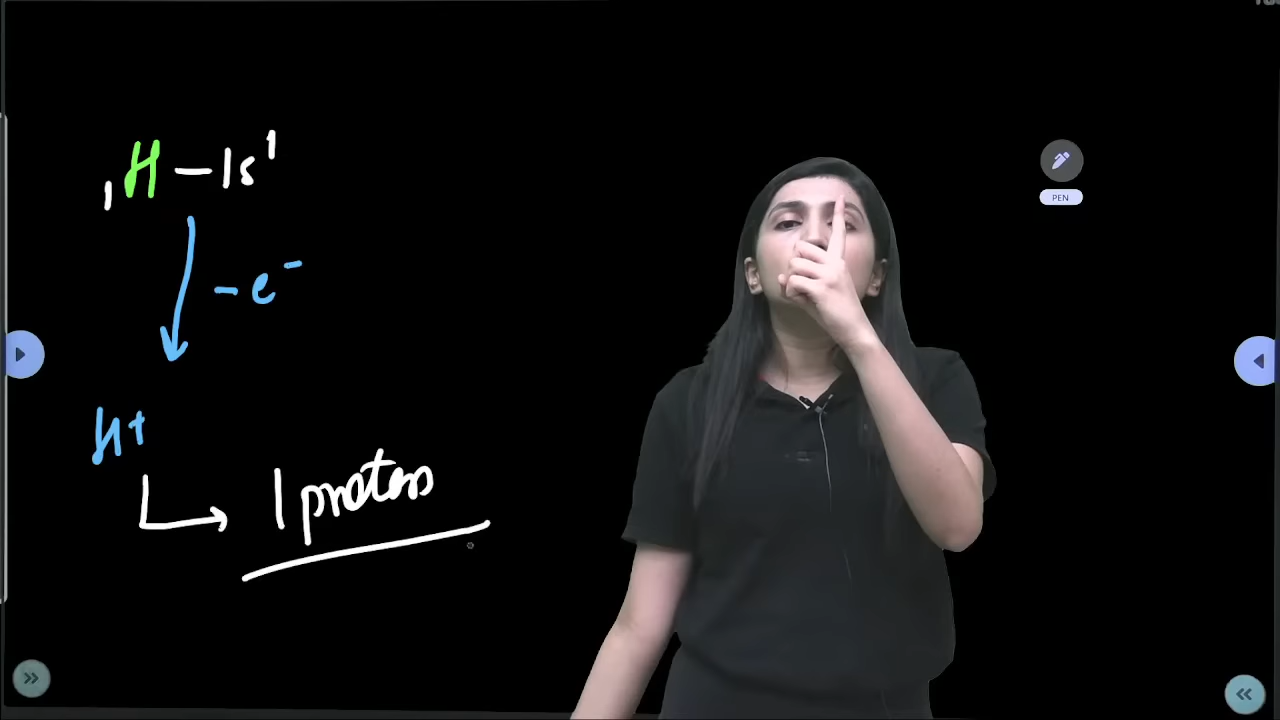 ₁H – 1s¹
– e⁻
H⁺
1 proton
PEN